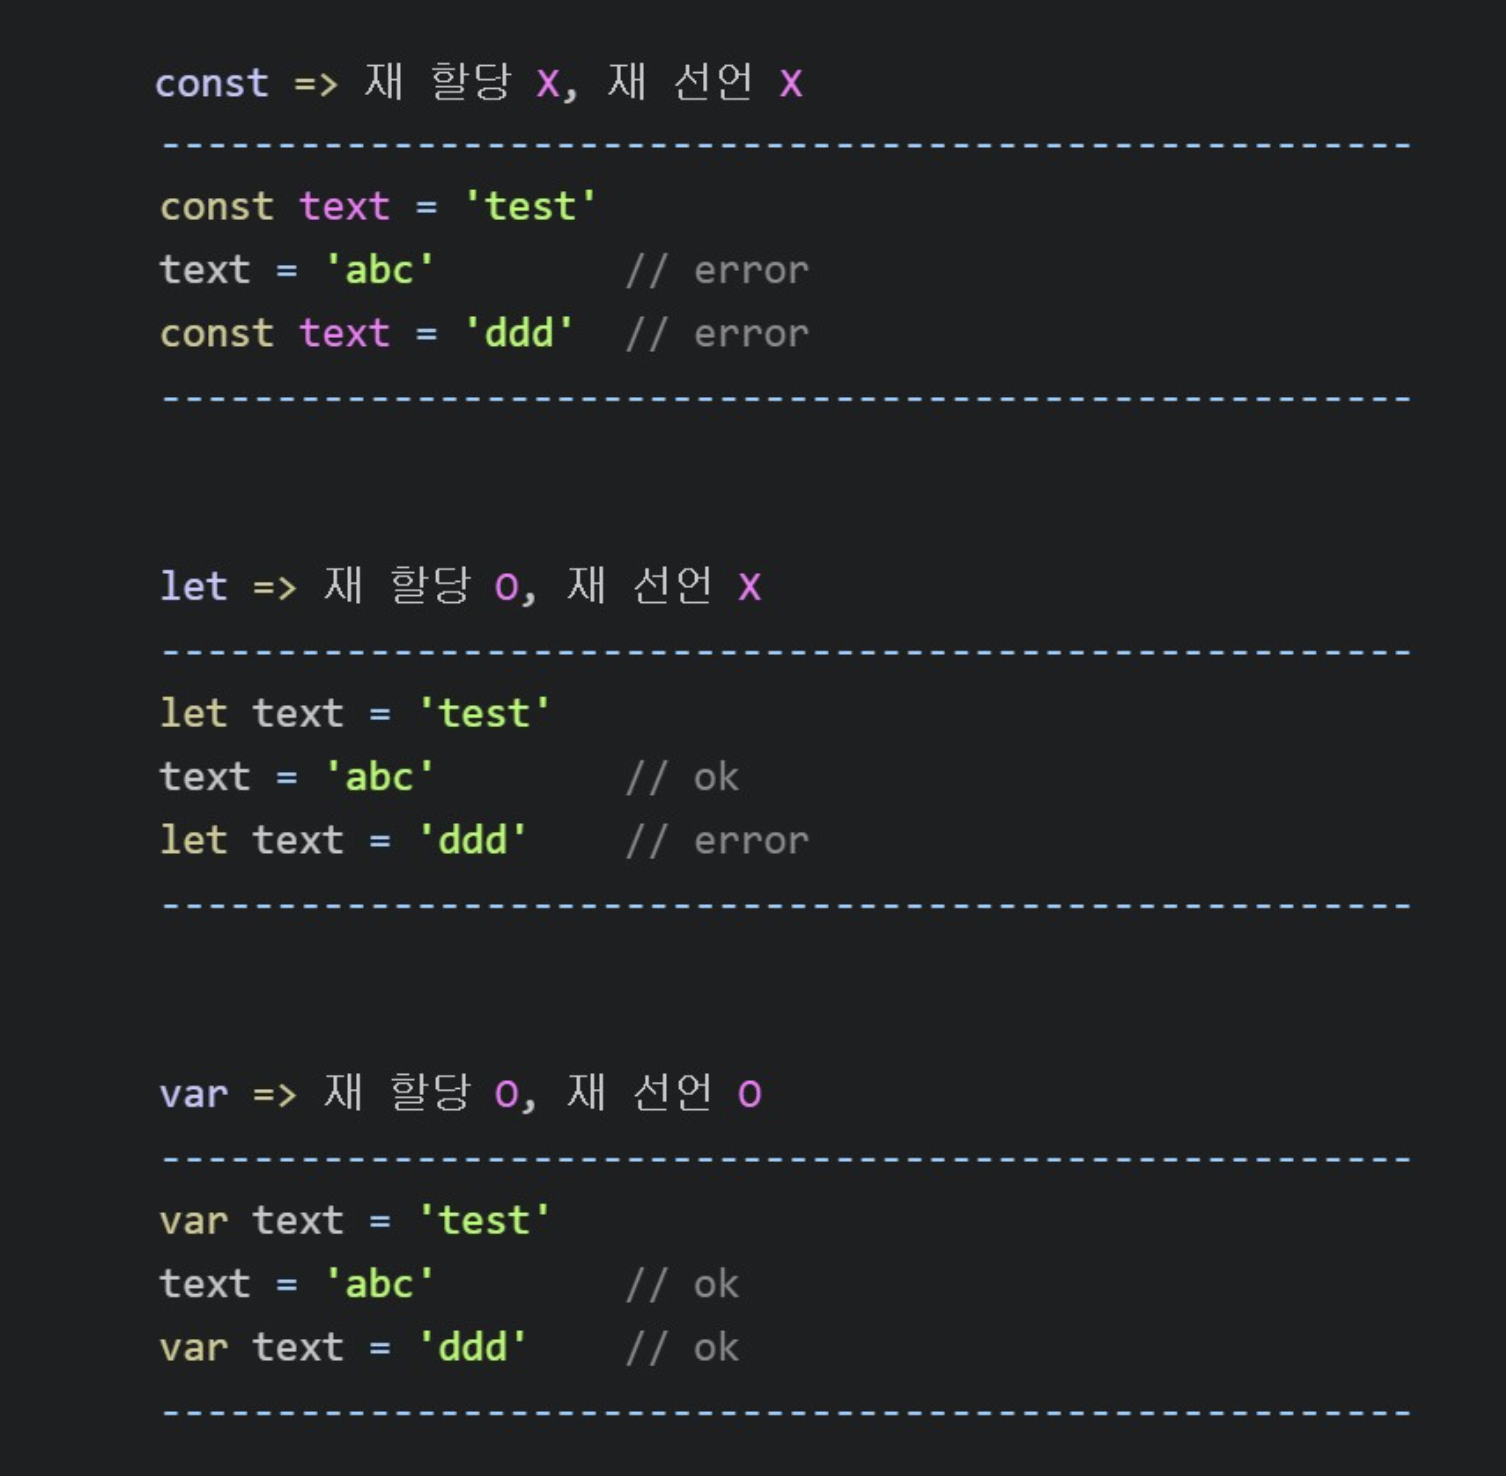 const => 재 할당 X, 재 선언 X
------------------------------------------------------
const text = 'test'
text = 'abc'        // error
const text = 'ddd'  // error
------------------------------------------------------
let => 재 할당 O, 재 선언 X
------------------------------------------------------
let text = 'test'
text = 'abc'        // ok
let text = 'ddd'    // error
------------------------------------------------------
var => 재 할당 O, 재 선언 O
------------------------------------------------------
var text = 'test'
text = 'abc'        // ok
var text = 'ddd'    // ok
------------------------------------------------------